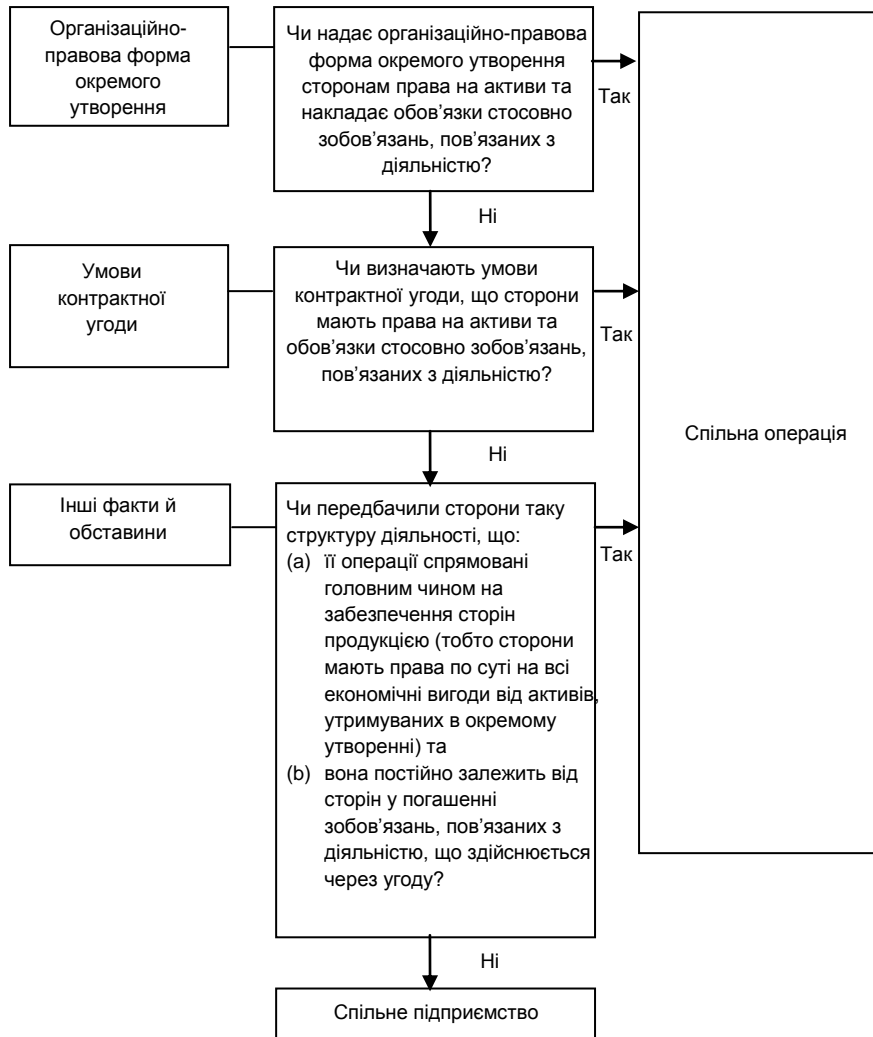 Організаційно-
правова форма
окремого
утворення
Чи надає організаційно-правова
форма окремого утворення
сторонам права на активи та
накладає обов’язки стосовно
зобов’язань, пов’язаних з
діяльністю?
Так
Ні
Умови
контрактної
угоди
Чи визначають умови
контрактної угоди, що сторони
мають права на активи та
обов’язки стосовно зобов’язань,
пов’язаних з діяльністю?
Так
Спільна операція
Ні
Інші факти й
обставини
Чи передбачили сторони таку
структуру діяльності, що:
(a) її операції спрямовані
головним чином на
забезпечення сторін
продукцією (тобто сторони
мають права по суті на всі
економічні вигоди від активів,
утримуваних в окремому
утворенні) та
(b) вона постійно залежить від
сторін у погашенні
зобов’язань, пов’язаних з
діяльністю, що здійснюється
через угоду?
Так
Ні
Спільне підприємство